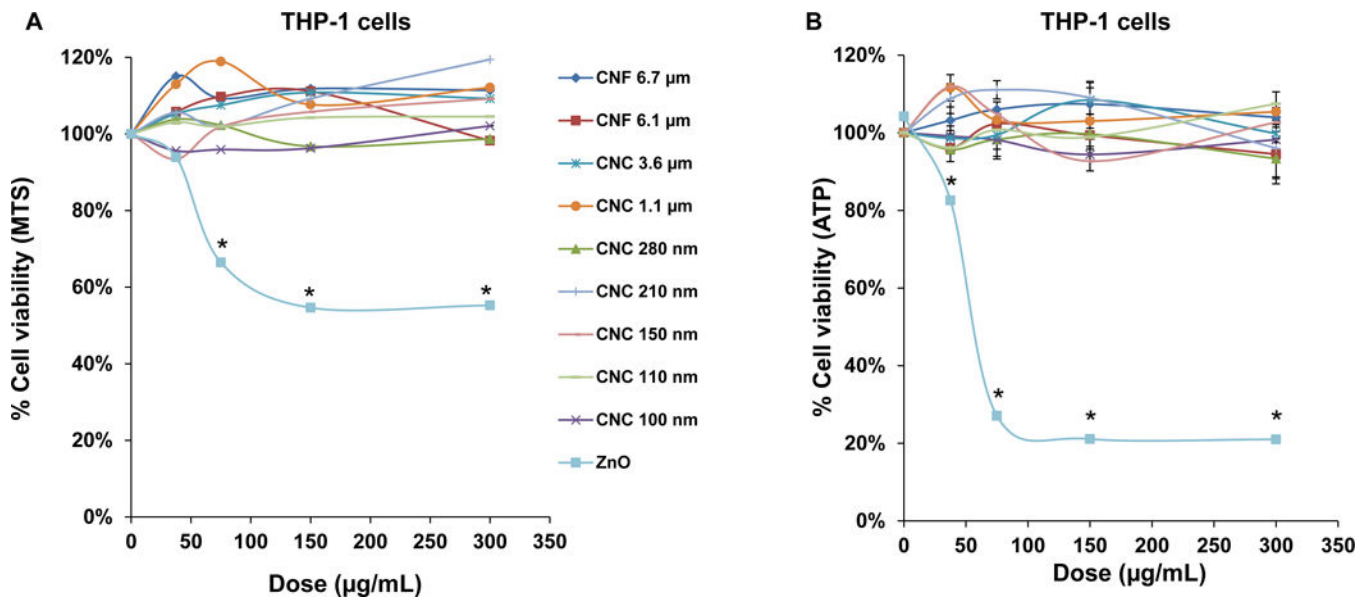 A
THP-1 cells
120%
100%
80%
60%
40%
20%
0%
% Cell viability (MTS)
*
*
*
0 50 100 150 200 250 300 350
Dose (µg/mL)
CNF 6.7 µm
CNF 6.1 µm
CNC 3.6 µm
CNC 1.1 µm
CNC 280 nm
CNC 210 nm
CNC 150 nm
CNC 110 nm
CNC 100 nm
ZnO
B
THP-1 cells
120%
100%
80%
60%
40%
20%
0%
% Cell viability (ATP)
*
*
*
*
0 50 100 150 200 250 300 350
Dose (µg/mL)